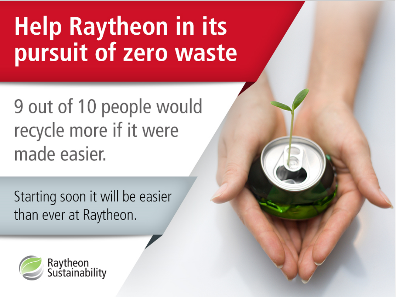 Help Raytheon in its
pursuit of zero waste
9 out of 10 people would
recycle more if it were
made easier.
Starting soon it will be easier
than ever at Raytheon.
Raytheon
Sustainability